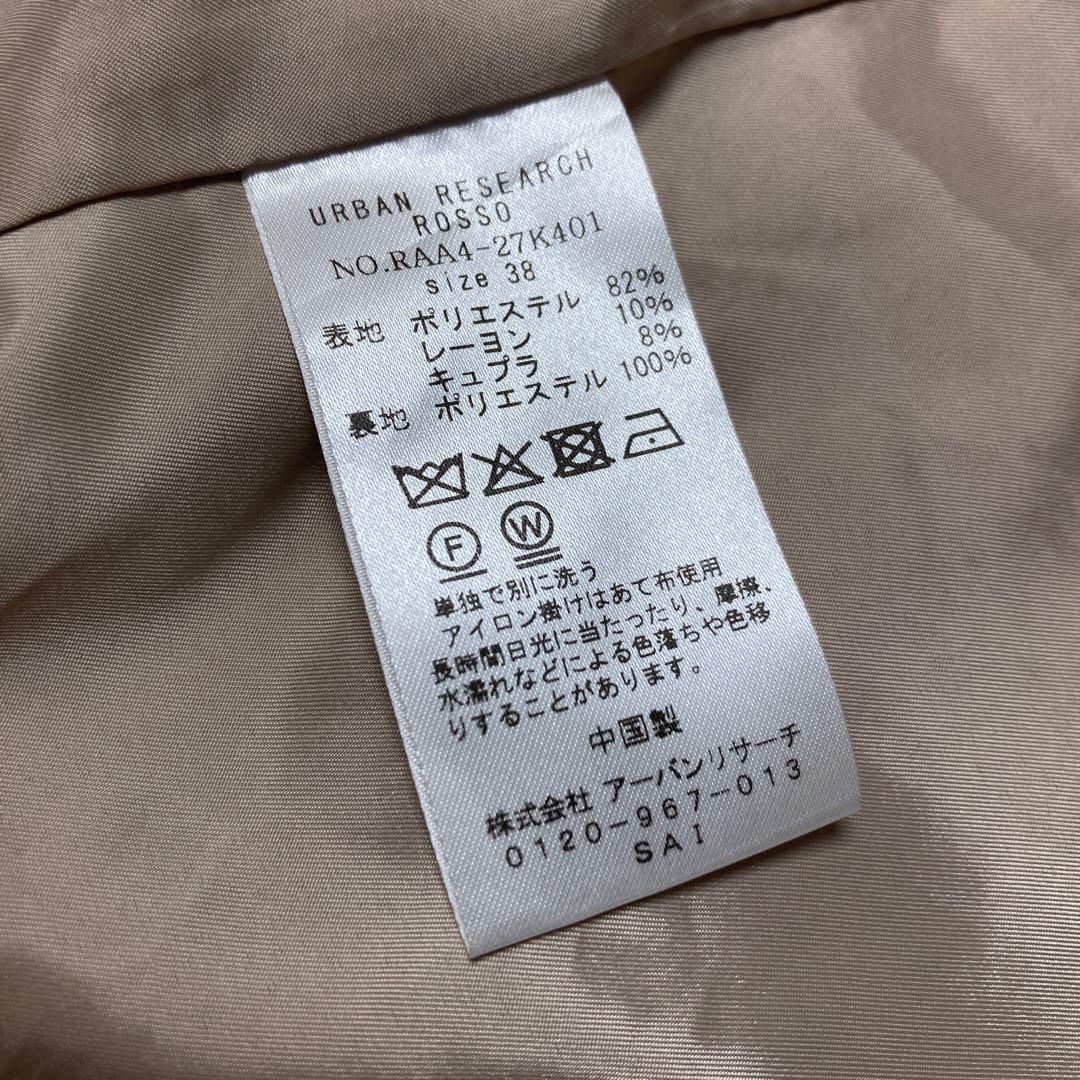 URBAN RESEARCH
ROSSO
NO.RAA4-27K401
size 38
表地 ポリエステル 82%
レーヨン 10%
キュプラ 8%
裏地 ポリエステル 100%
F W
単独で別に洗う
アイロン掛けはあて布使用
長時間日光に当たったり、摩擦、
水濡れなどによる色落ちや色移
りすることがあります。
中国製
株式会社 アーバンリサーチ
0120-967-013
SAI